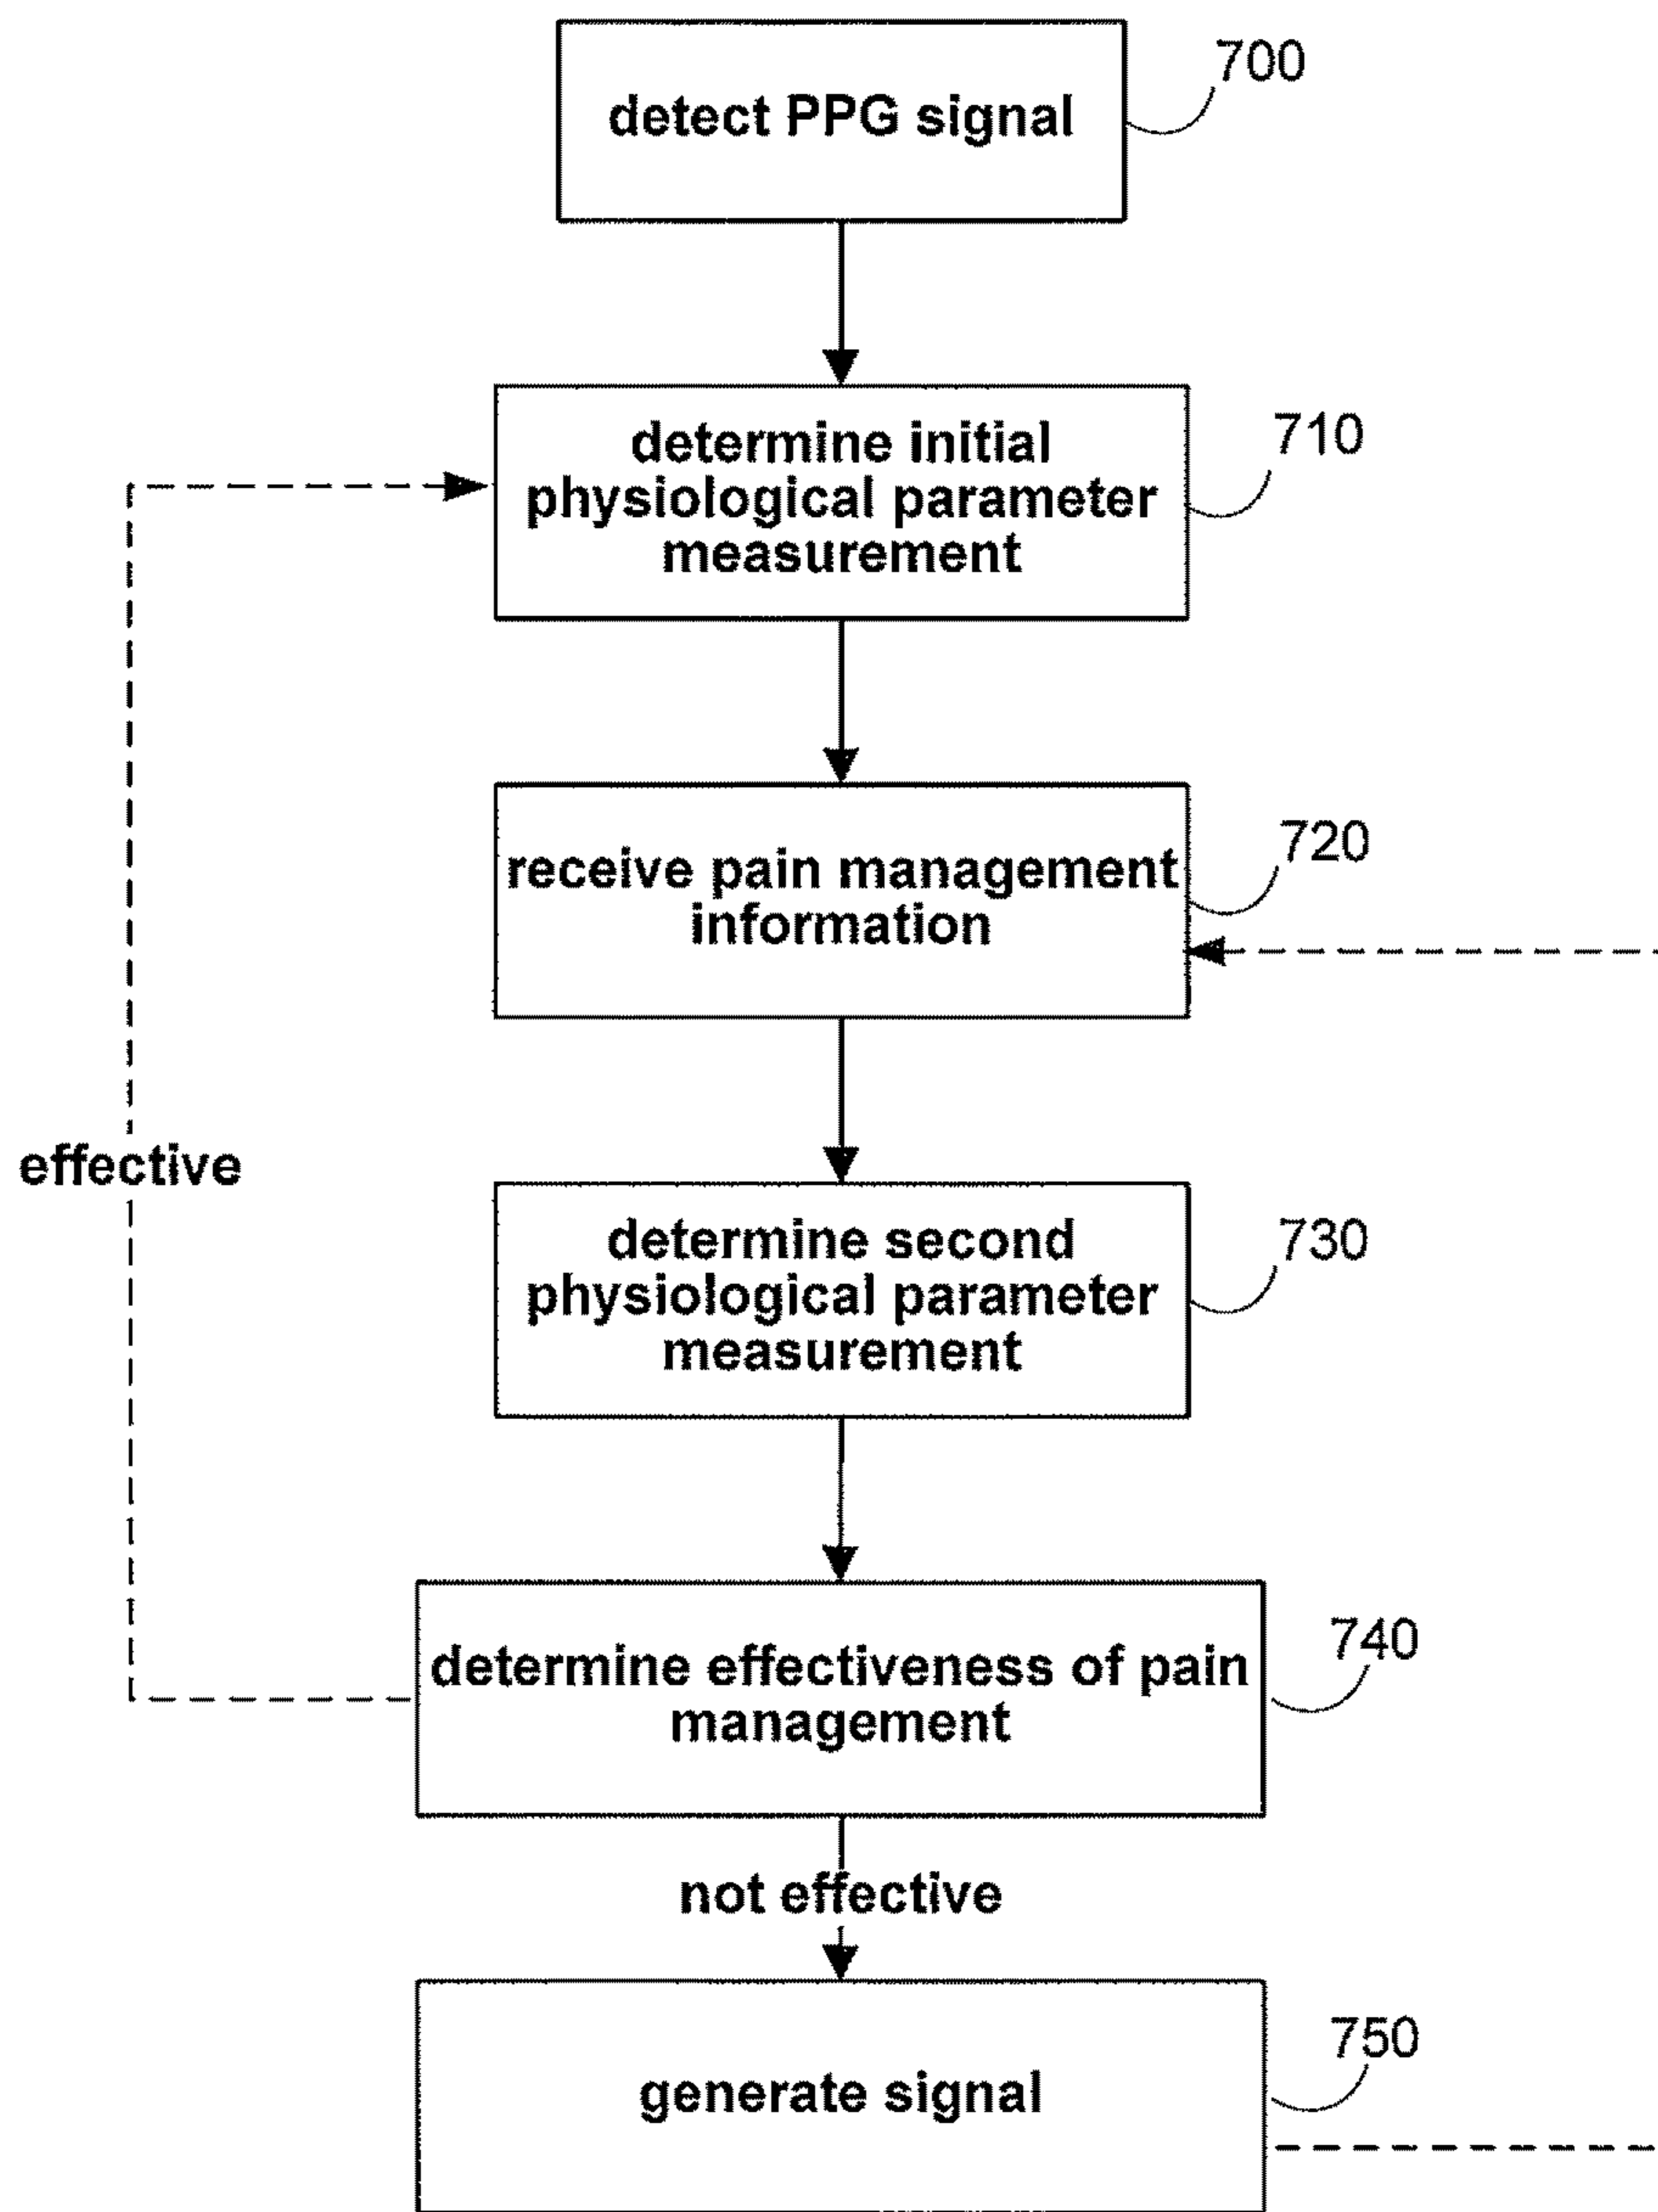 detect PPG signal
700
determine initial
physiological parameter
measurement
710
receive pain management
information
720
effective
determine second
physiological parameter
measurement
730
determine effectiveness of pain
management
740
not effective
generate signal
750